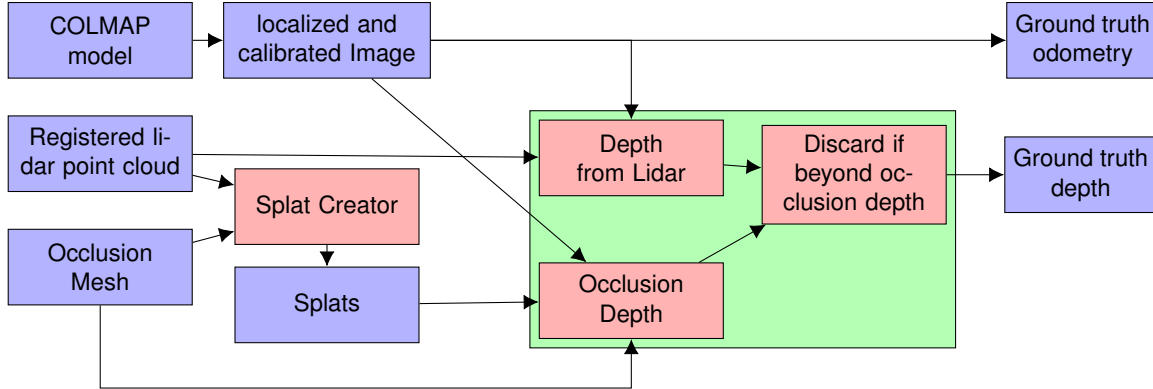 COLMAP
model
localized and
calibrated Image
Ground truth
odometry
Registered li-
dar point cloud
Depth
from Lidar
Discard if
beyond oc-
clusion depth
Ground truth
depth
Splat Creator
Occlusion
Mesh
Splats
Occlusion
Depth